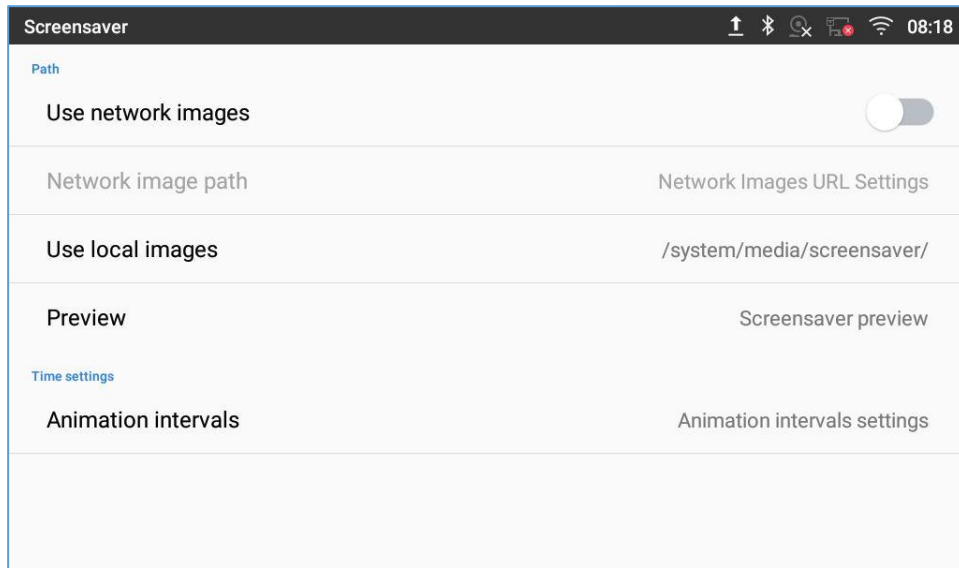 Screensaver 08:18
Path
Use network images
Network image path Network Images URL Settings
Use local images /system/media/screensaver/
Preview Screensaver preview
Time settings
Animation intervals Animation intervals settings